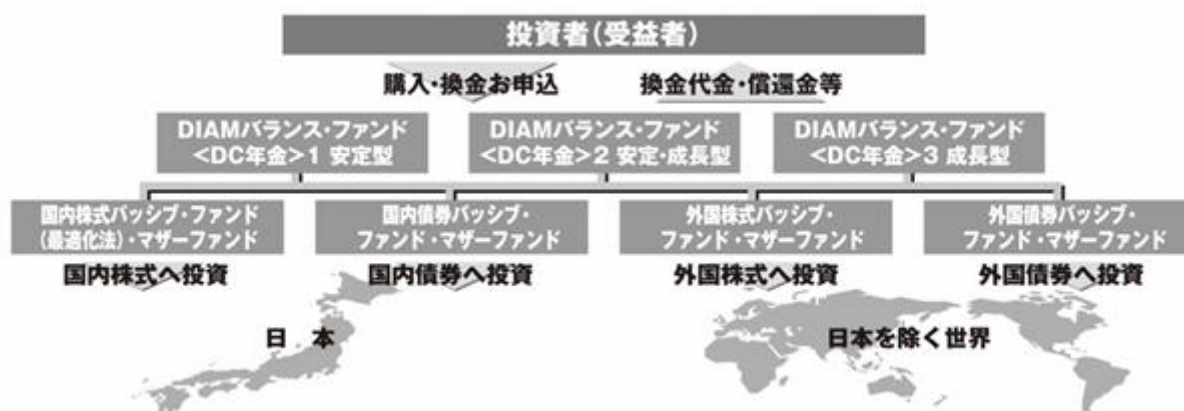 投資者(受益者)
購入・換金お申込
換金代金・償還金等
DIAMバランス・ファンド
<DC年金>1 安定型
DIAMバランス・ファンド
<DC年金>2 安定・成長型
DIAMバランス・ファンド
<DC年金>3 成長型
国内株式パッシブ・ファンド
(最適化法)・マザーファンド
国内債券パッシブ・
ファンド・マザーファンド
外国株式パッシブ・
ファンド・マザーファンド
外国債券パッシブ・
ファンド・マザーファンド
国内株式へ投資
国内債券へ投資
外国株式へ投資
外国債券へ投資
日 本
日本を除く世界